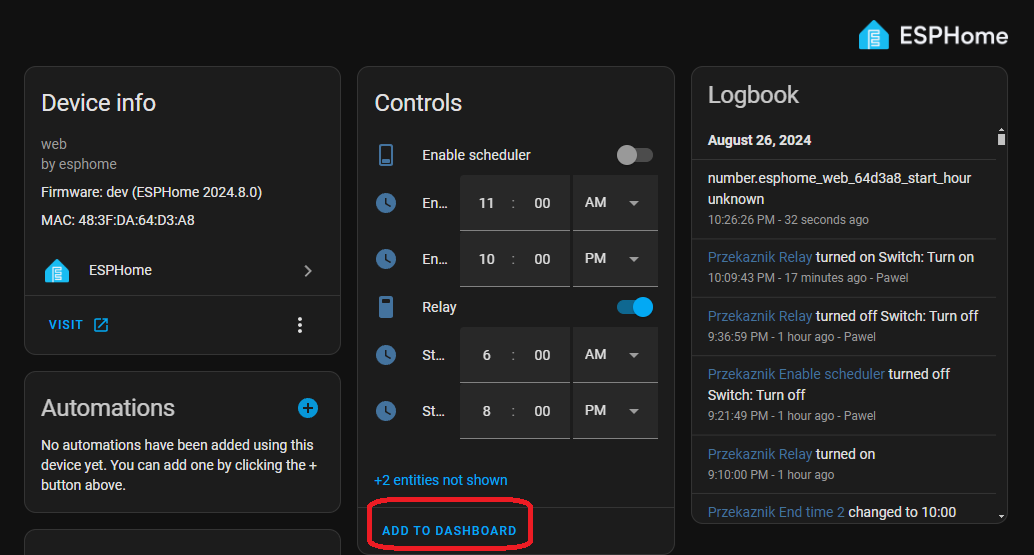 ESPHome
Device info
web
by esphome
Firmware: dev (ESPHome 2024.8.0)
MAC: 48:3F:DA:64:D3:A8
ESPHome
VISIT
Automations
No automations have been added using this
device yet. You can add one by clicking the +
button above.
Controls
Enable scheduler
En... 11 : 00 AM
En... 10 : 00 PM
Relay
St... 6 : 00 AM
St... 8 : 00 PM
+2 entities not shown
ADD TO DASHBOARD
Logbook
August 26, 2024
number.esphome_web_64d3a8_start_hour
unknown
10:26:26 PM - 32 seconds ago
Przekaznik Relay turned on Switch: Turn on
10:09:43 PM - 17 minutes ago - Pawel
Przekaznik Relay turned off Switch: Turn off
9:36:59 PM - 1 hour ago - Pawel
Przekaznik Enable scheduler turned off
Switch: Turn off
9:21:49 PM - 1 hour ago - Pawel
Przekaznik Relay turned on
9:10:00 PM - 1 hour ago
Przekaznik End time 2 changed to 10:00